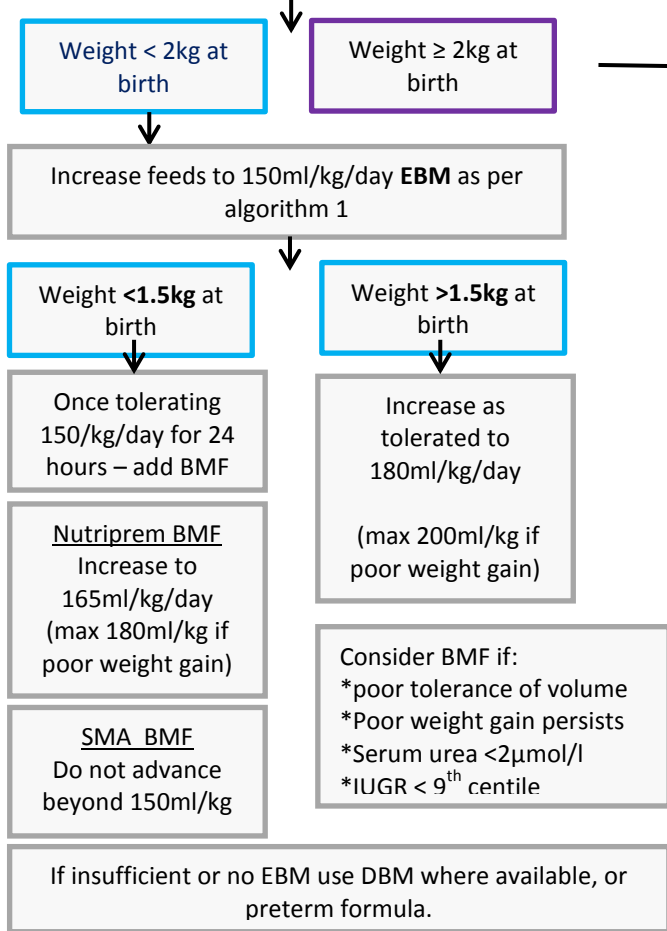 Weight < 2kg at
birth
Weight ≥ 2kg at
birth
Increase feeds to 150ml/kg/day EBM as per
algorithm 1
Weight <1.5kg at
birth
Weight >1.5kg at
birth
Once tolerating
150/kg/day for 24
hours – add BMF
Nutriprem BMF
Increase to
165ml/kg/day
(max 180ml/kg if
poor weight gain)
SMA BMF
Do not advance
beyond 150ml/kg
Increase as
tolerated to
180ml/kg/day
(max 200ml/kg if
poor weight gain)
Consider BMF if:
*poor tolerance of volume
*Poor weight gain persists
*Serum urea <2µmol/l
*IUGR < 9th centile
If insufficient or no EBM use DBM where available, or
preterm formula.